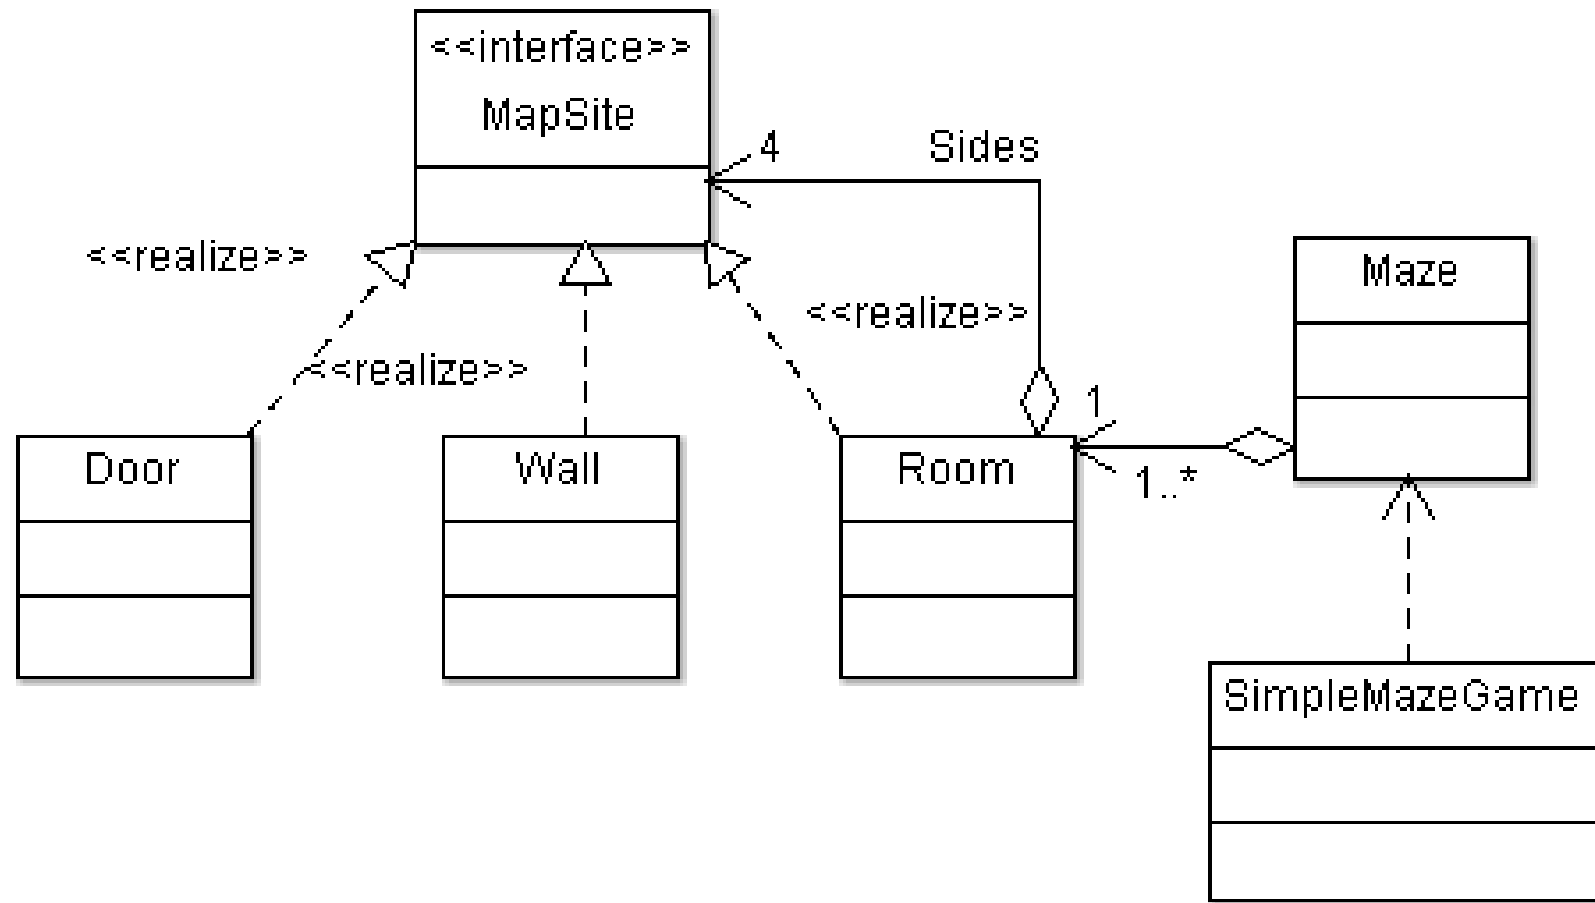 <<interface>>
MapSite
4
Sides
<<realize>>
<<realize>>
<<realize>>
Maze
1
1..*
Door
Wall
Room
SimpleMazeGame